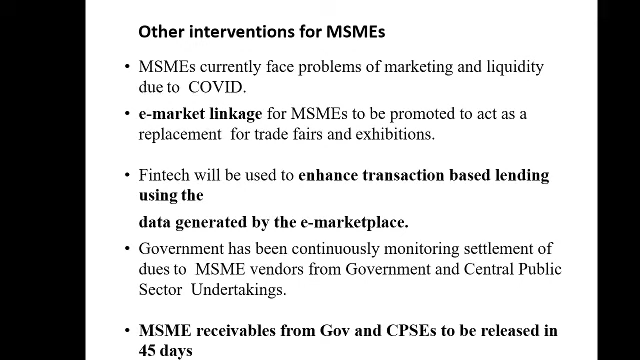 Other interventions for MSMEs
• MSMEs currently face problems of marketing and liquidity
due to COVID.
• e-market linkage for MSMEs to be promoted to act as a
replacement for trade fairs and exhibitions.
• Fintech will be used to enhance transaction based lending
using the
data generated by the e-marketplace.
• Government has been continuously monitoring settlement of
dues to MSME vendors from Government and Central Public
Sector Undertakings.
• MSME receivables from Gov and CPSEs to be released in
45 days